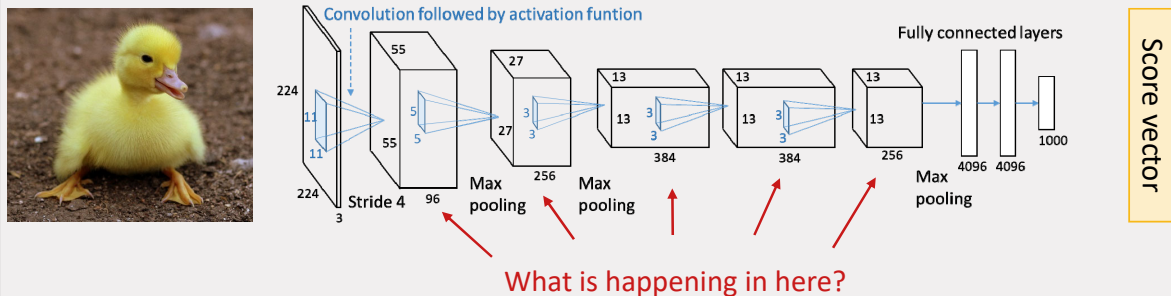 Convolution followed by activation funtion
Fully connected layers
224
11
11
224
3
Stride 4
55
55
5
5
96
Max
pooling
27
27
3
3
256
Max
pooling
13
13
3
3
384
13
13
3
3
384
13
13
256
Max
pooling
4096
4096
1000
Score vector
What is happening in here?